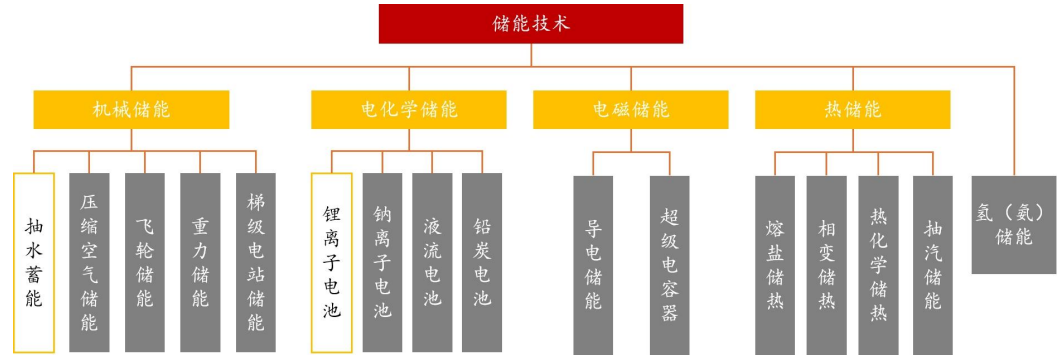 储能技术
机械储能
电化学储能
电磁储能
热储能
抽水蓄能
压缩空气储能
飞轮储能
重力储能
梯级电站储能
锂离子电池
钠离子电池
液流电池
铅炭电池
导电储能
超级电容器
熔盐储热
相变储热
热化学储热
抽汽储能
氢（氨）
储能